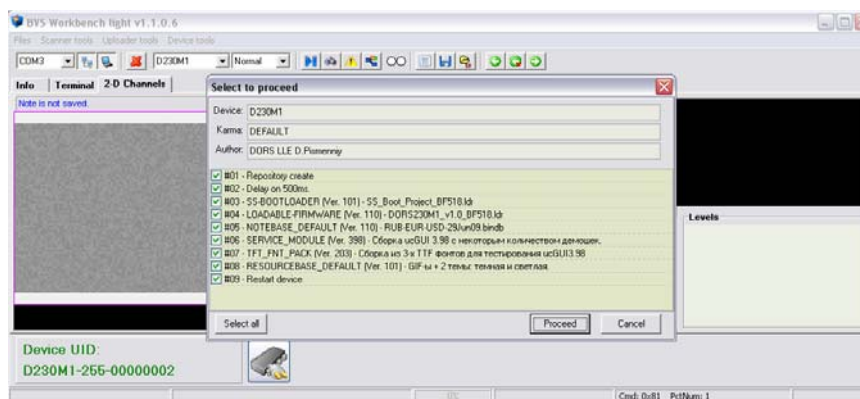 BVS Workbench light v1.1.0.6
Files Scanner tools Uploader tools Device tools
COM3 D230M1 Normal
Info Terminal 2-D Channels
Note is not saved.
Select to proceed
Device: D230M1
Karma: DEFAULT
Author: DORS LLE D.Pismenniy
#01 - Repository create
#02 - Delay on 500ms.
#03 - SS-BOOTLOADER (Ver. 101) - SS_Boot_Project_BF518.ldr
#04 - LOADABLE-FIRMWARE (Ver. 110) - DORS230M1_v1.0_BF518.ldr
#05 - NOTEBASE_DEFAULT (Ver. 110) - RUB-EUR-USD-29Jun09.bindb
#06 - SERVICE_MODULE (Ver. 398) - Сборка ucGUI 3.98 с некоторым количеством демошек.
#07 - TFT_FNT_PACK (Ver. 203) - Сборка из 3-х TTF фонтов для тестирования ucGUI3.98
#08 - RESOURCEBASE_DEFAULT (Ver. 101) - GIF-ы + 2 темы: темная и светлая.
#09 - Restart device
Select all Proceed Cancel
Levels
Device UID:
D230M1-255-00000002
0% Cmd: 0x81 PctNum: 1